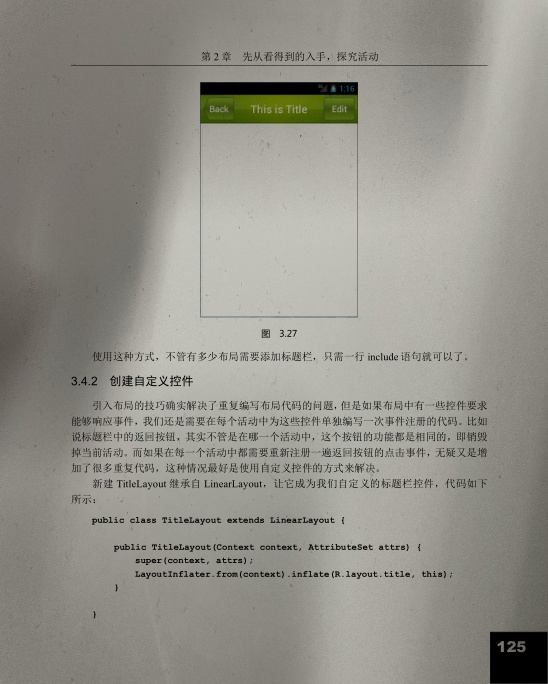 第 2 章 先从看得到的入手，探究活动
1:16
Back This is Title Edit
图 3.27
使用这种方式，不管有多少布局需要添加标题栏，只需一行 include 语句就可以了。
3.4.2 创建自定义控件
引入布局的技巧确实解决了重复编写布局代码的问题，但是如果布局中有一些控件要求
能够响应事件，我们还是需要在每个活动中为这些控件单独编写一次事件注册的代码。比如
说标题栏中的返回按钮，其实不管是在哪一个活动中，这个按钮的功能都是相同的，即销毁
掉当前活动。而如果在每一个活动中都需要重新注册一遍返回按钮的点击事件，无疑又是增
加了很多重复代码，这种情况最好是使用自定义控件的方式来解决。
新建 TitleLayout 继承自 LinearLayout，让它成为我们自定义的标题栏控件，代码如下
所示：
public class TitleLayout extends LinearLayout {
public TitleLayout(Context context, AttributeSet attrs) {
super(context, attrs);
LayoutInflater.from(context).inflate(R.layout.title, this);
}
}
125